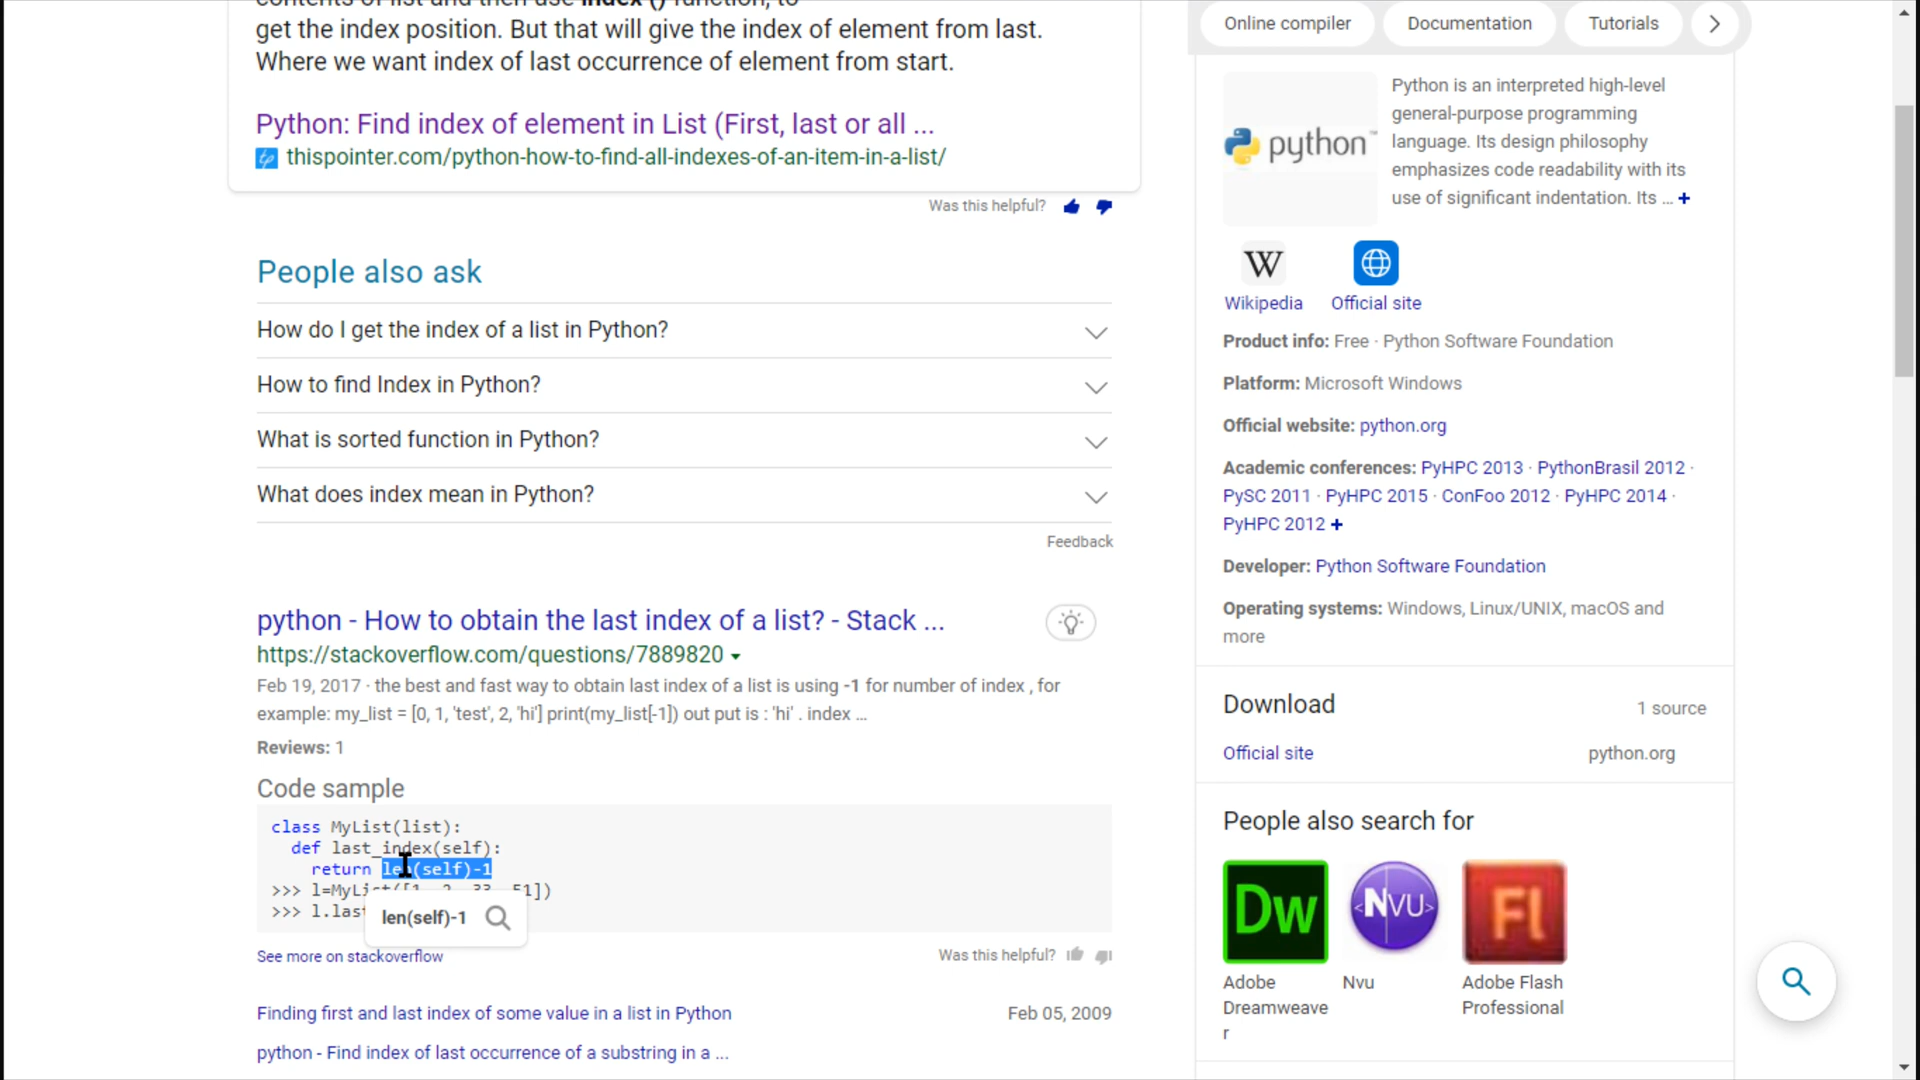 get the index position. But that will give the index of element from last.
Where we want index of last occurrence of element from start.
Python: Find index of element in List (First, last or all ...
tp thispointer.com/python-how-to-find-all-indexes-of-an-item-in-a-list/
Was this helpful?
People also ask
How do I get the index of a list in Python?
How to find Index in Python?
What is sorted function in Python?
What does index mean in Python?
Feedback
python - How to obtain the last index of a list? - Stack ...
https://stackoverflow.com/questions/7889820
Feb 19, 2017 · the best and fast way to obtain last index of a list is using -1 for number of index , for
example: my_list = [0, 1, 'test', 2, 'hi'] print(my_list[-1]) out put is : 'hi' . index ...
Reviews: 1
Code sample
class MyList(list):
def last_index(self):
return len(self)-1
>>> l=MyList([1, 2, 33, 51])
>>> l.las
len(self)-1
See more on stackoverflow
Was this helpful?
Finding first and last index of some value in a list in Python
Feb 05, 2009
python - Find index of last occurrence of a substring in a ...
Online compiler
Documentation
Tutorials
python™
Python is an interpreted high-level
general-purpose programming
language. Its design philosophy
emphasizes code readability with its
use of significant indentation. Its ... +
W
Wikipedia
Official site
Product info: Free · Python Software Foundation
Platform: Microsoft Windows
Official website: python.org
Academic conferences: PyHPC 2013 · PythonBrasil 2012 ·
PySC 2011 · PyHPC 2015 · ConFoo 2012 · PyHPC 2014 ·
PyHPC 2012 +
Developer: Python Software Foundation
Operating systems: Windows, Linux/UNIX, macOS and
more
Download
1 source
Official site
python.org
People also search for
Dw
<NVU>
Fl
Adobe
Dreamweave
r
Nvu
Adobe Flash
Professional